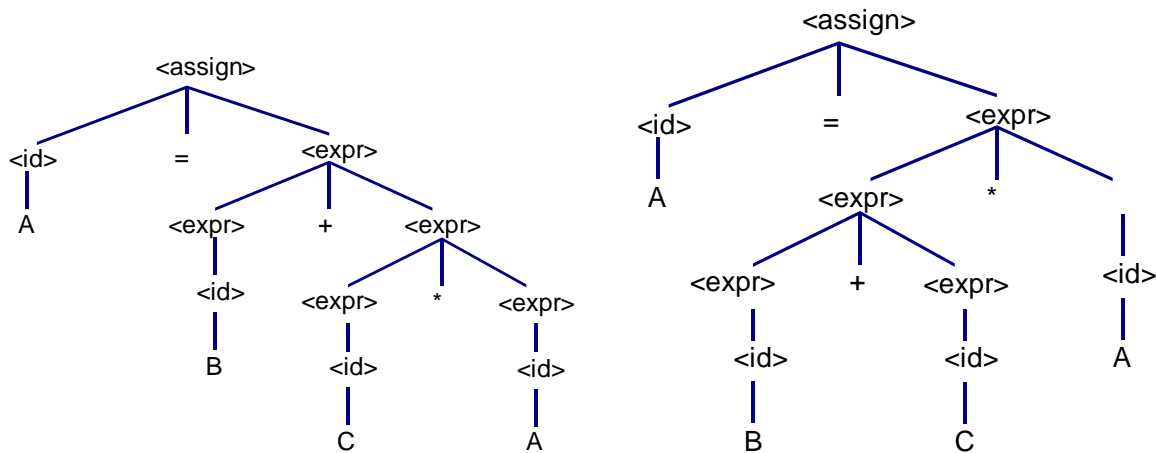 <assign>
<id> = <expr>
A <expr> + <expr>
<id> <expr> * <expr>
B <id> <id>
C A
<assign>
<id> = <expr>
A <expr> *
<expr> + <expr> <id>
<id> <id> A
B C